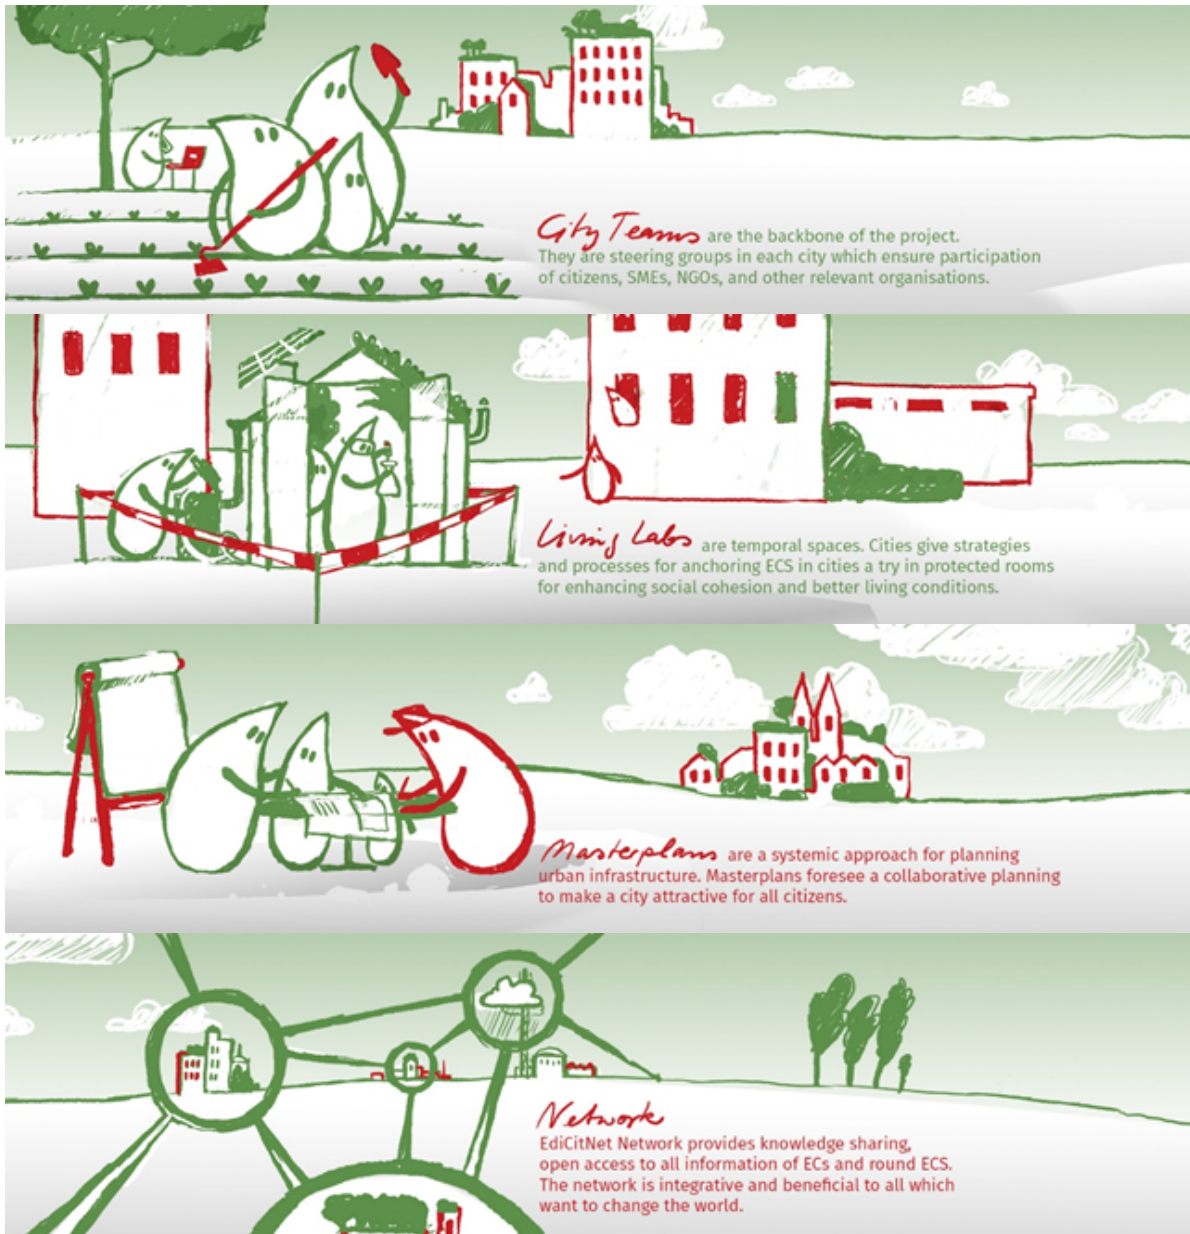 City Teams are the backbone of the project.
They are steering groups in each city which ensure participation
of citizens, SMEs, NGOs, and other relevant organisations.
Living Labs are temporal spaces. Cities give strategies
and processes for anchoring ECS in cities a try in protected rooms
for enhancing social cohesion and better living conditions.
Masterplans are a systemic approach for planning
urban infrastructure. Masterplans foresee a collaborative planning
to make a city attractive for all citizens.
Network
EdiCitNet Network provides knowledge sharing,
open access to all information of ECs and round ECS.
The network is integrative and beneficial to all which
want to change the world.